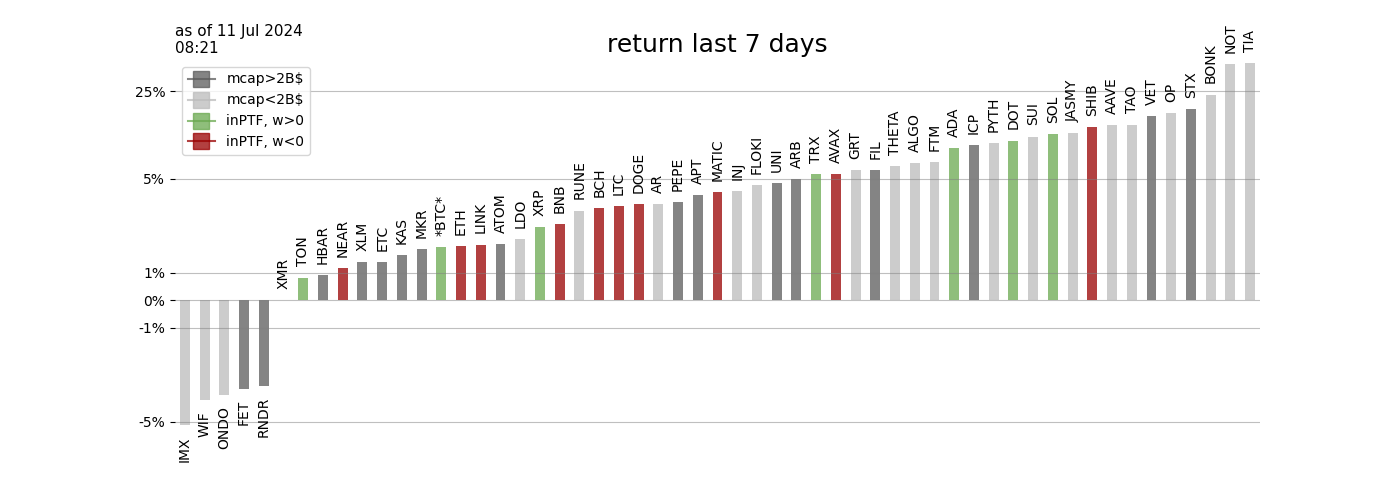 as of 11 Jul 2024
08:21
return last 7 days
mcap>2B$
mcap<2B$
inPTF, w>0
inPTF, w<0
25%
5%
1%
0%
-1%
-5%
IMX
WIF
ONDO
FET
RNDR
XMR
TON
HBAR
NEAR
XLM
ETC
KAS
MKR
*BTC*
ETH
LINK
ATOM
LDO
XRP
BNB
RUNE
BCH
LTC
DOGE
AR
PEPE
APT
MATIC
INJ
FLOKI
UNI
ARB
TRX
AVAX
GRT
FIL
THETA
ALGO
FTM
ADA
ICP
PYTH
DOT
SUI
SOL
JASMY
SHIB
AAVE
TAO
VET
OP
STX
BONK
NOT
TIA